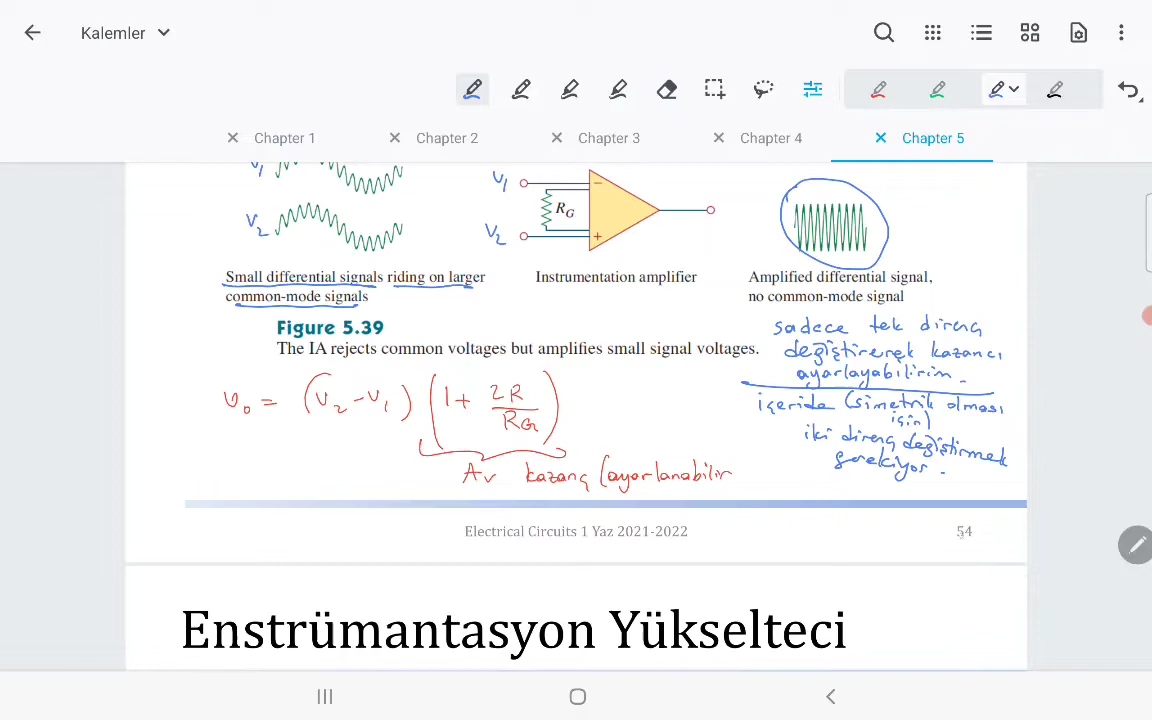 Kalemler
Chapter 1
Chapter 2
Chapter 3
Chapter 4
Chapter 5
V1
V2
V1
V2
RG
−
+
Small differential signals riding on larger
common-mode signals
Instrumentation amplifier
Amplified differential signal,
no common-mode signal
Figure 5.39
The IA rejects common voltages but amplifies small signal voltages.
sadece tek direnç
değiştirerek kazancı
ayarlayabilirim.
içeride (simetrik olması
için)
iki direnç değiştirmek
gerekiyor.
v0 = (v2 − v1) (1 + 2R/RG)
Av kazanç (ayarlanabilir
Electrical Circuits 1 Yaz 2021-2022
54
Enstrümantasyon Yükselteci